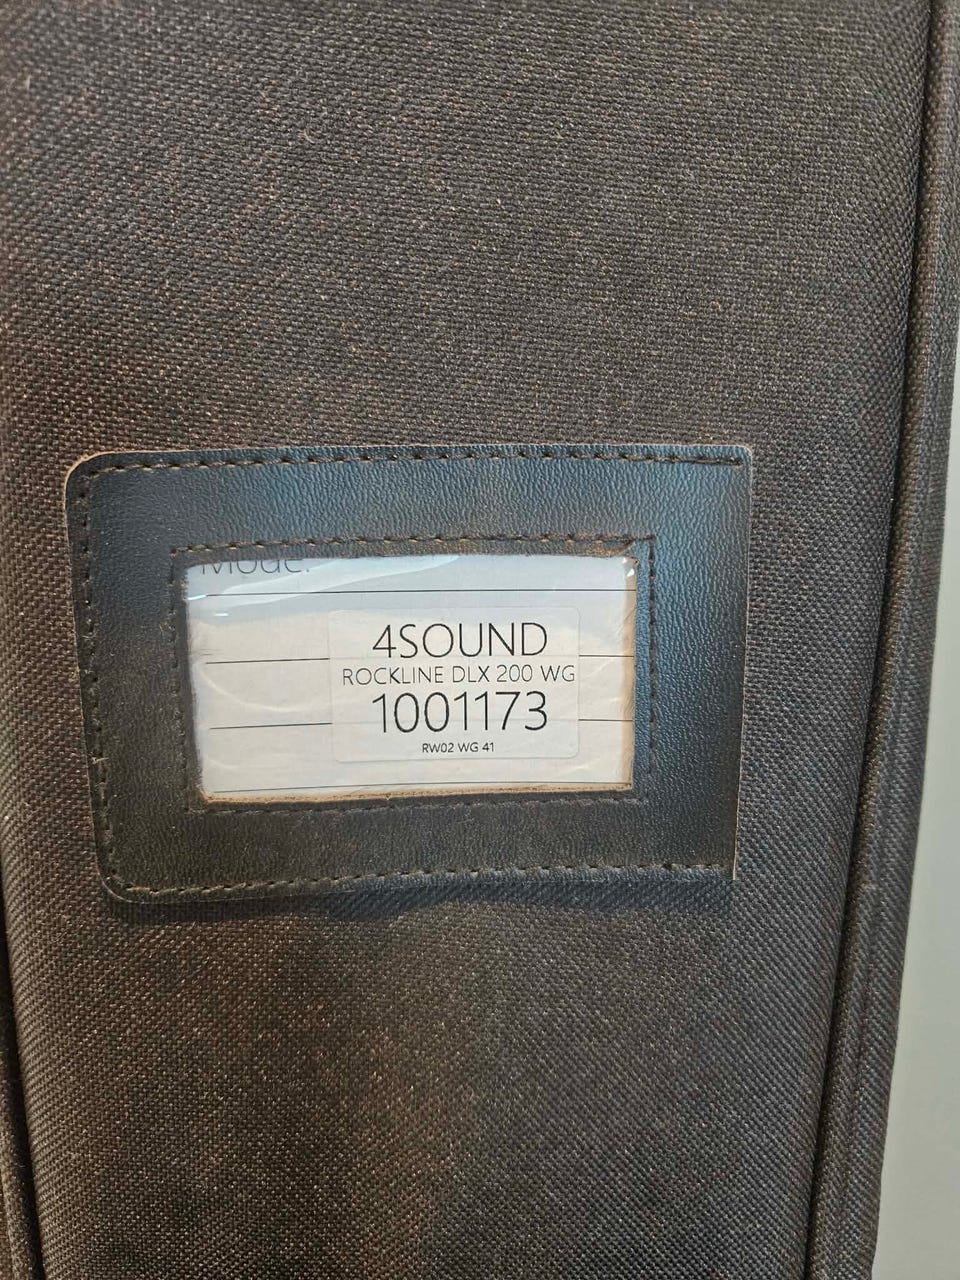 4SOUND
ROCKLINE DLX 200 WG
1001173
RW02 WG 41